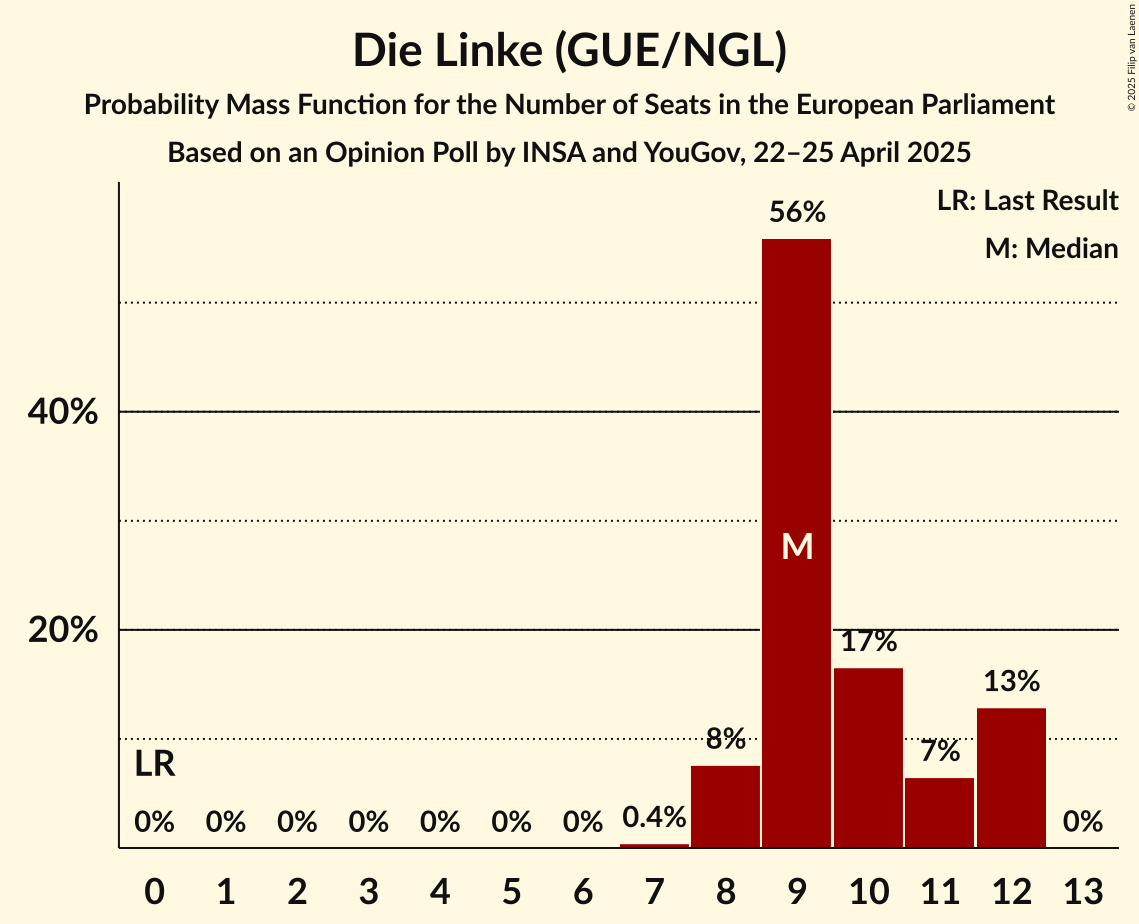 Die Linke (GUE/NGL)
Probability Mass Function for the Number of Seats in the European Parliament
Based on an Opinion Poll by INSA and YouGov, 22–25 April 2025
© 2025 Filip van Laenen
LR: Last Result
M: Median
56%
40%
M
20%
17%
13%
8%
7%
LR
0% 0% 0% 0% 0% 0% 0% 0.4% 0%
0 1 2 3 4 5 6 7 8 9 10 11 12 13